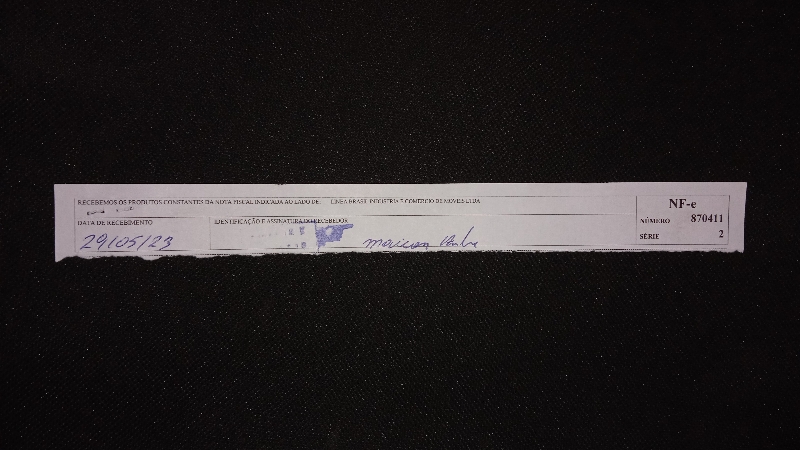 RECEBEMOS OS PRODUTOS CONSTANTES DA NOTA FISCAL INDICADA AO LADO DE: LINEA BRASIL INDUSTRIA E COMERCIO DE MOVEIS LTDA
NF-e
NÚMERO 870411
SÉRIE 2
DATA DE RECEBIMENTO
IDENTIFICAÇÃO E ASSINATURA DO RECEBEDOR
29/05/23